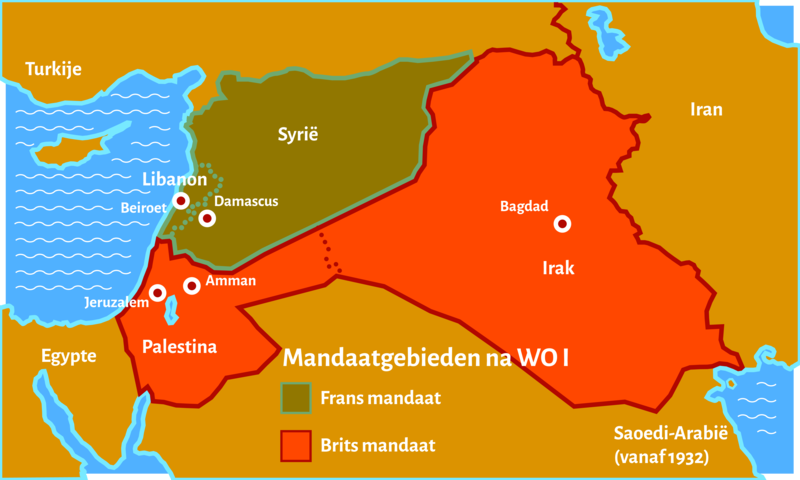 Turkije
Iran
Syrië
Libanon
Beiroet
Damascus
Bagdad
Irak
Amman
Jeruzalem
Palestina
Egypte
Mandaatgebieden na WO I
Frans mandaat
Brits mandaat
Saoedi-Arabië
(vanaf 1932)